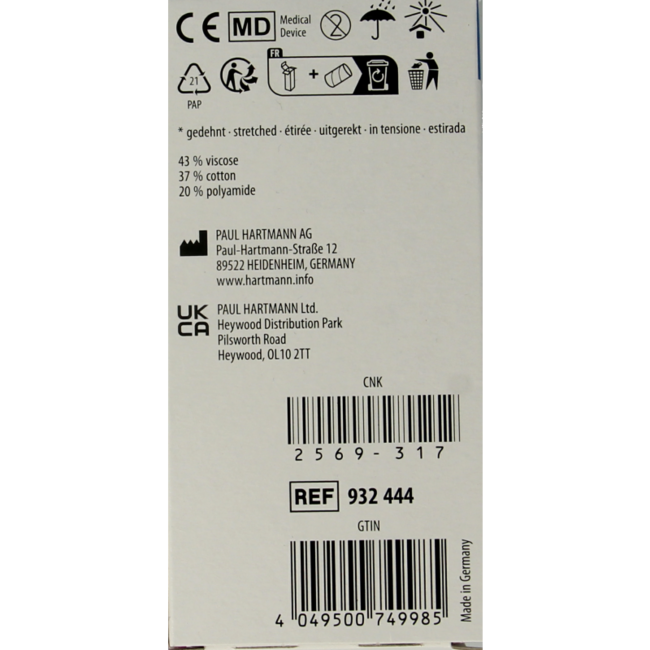 CE MD Medical
Device
2
FR
21
PAP
+
* gedehnt · stretched · étirée · uitgerekt · in tensione · estirada
43 % viscose
37 % cotton
20 % polyamide
PAUL HARTMANN AG
Paul-Hartmann-Straße 12
89522 HEIDENHEIM, GERMANY
www.hartmann.info
UK
CA
PAUL HARTMANN Ltd.
Heywood Distribution Park
Pilsworth Road
Heywood, OL10 2TT
CNK
2569-317
REF 932 444
GTIN
4 049500 749985
Made in Germany